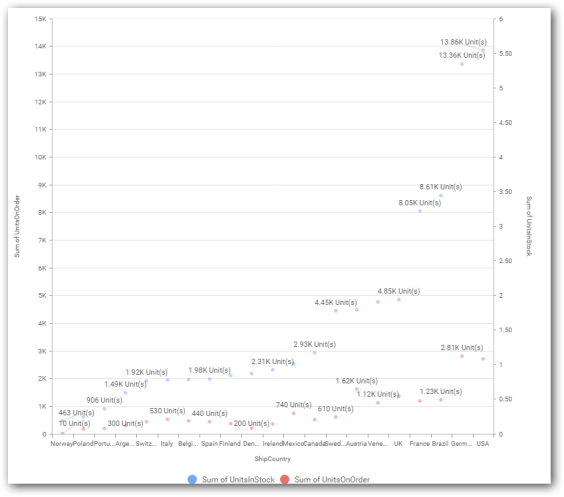 15K
14K
13K
12K
11K
10K
9K
8K
7K
6K
5K
4K
3K
2K
1K
0
Sum of UnitsOnOrder
6
5.50
5
4.50
4
3.50
3
2.50
2
1.50
1
0.50
0
Sum of UnitsInStock
13.86K Unit(s)
13.36K Unit(s)
8.61K Unit(s)
8.05K Unit(s)
4.85K Unit(s)
4.45K Unit(s)
2.93K Unit(s)
2.81K Unit(s)
2.31K Unit(s)
1.98K Unit(s)
1.92K Unit(s)
1.62K Unit(s)
1.49K Unit(s)
1.12K Unit(s)
1.23K Unit(s)
906 Unit(s)
740 Unit(s)
610 Unit(s)
463 Unit(s)
530 Unit(s)
440 Unit(s)
10 Unit(s)
300 Unit(s)
200 Unit(s)
Norway Poland Portu... Arge... Switz... Italy Belgi... Spain Finland Den... Ireland Mexico Canada Swed... Austria Vene... UK France Brazil Germ... USA
ShipCountry
Sum of UnitsInStock Sum of UnitsOnOrder